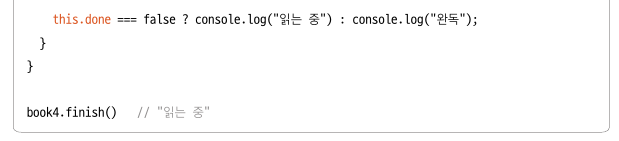 this.done === false ? console.log("읽는 중") : console.log("완독");
}
}
book4.finish() // "읽는 중"